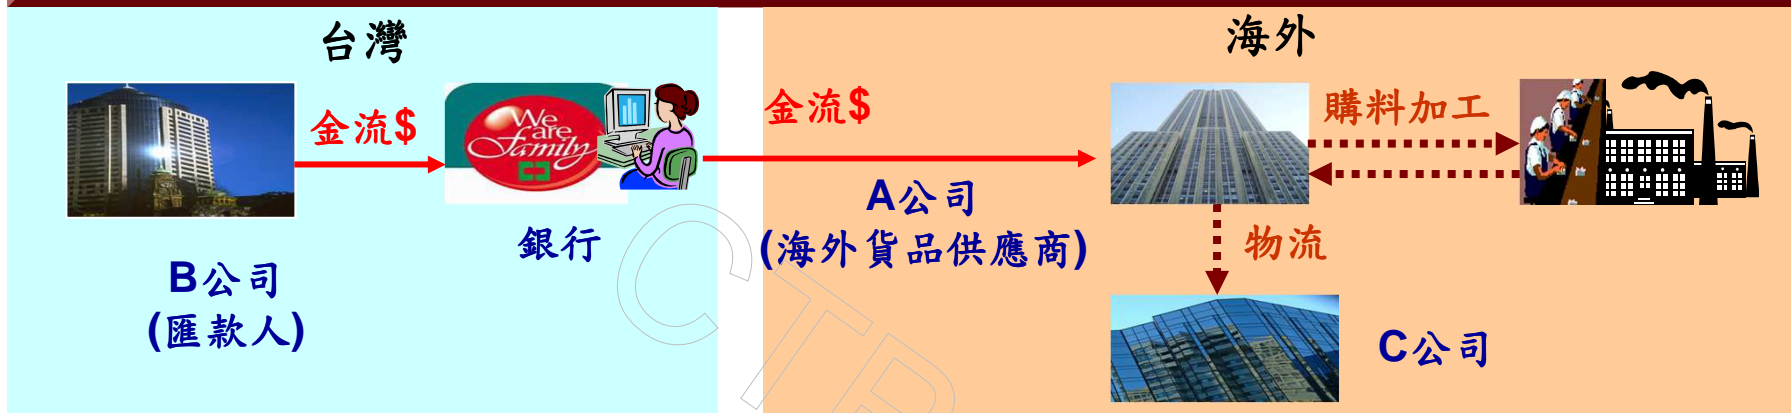 台灣
海外
金流$
We
are
Family
金流$
購料加工
銀行
A公司
(海外貨品供應商)
物流
B公司
(匯款人)
C公司
CTB